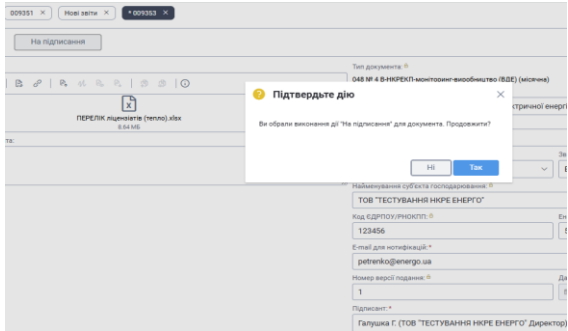 009351 ×
Нові звіти ×
* 009353 ×
На підписання
ПЕРЕЛІК ліцензіатів (тепло).xlsx
8.64 МБ
Тип документа:
048 № 4 В-НКРЕКП-моніторинг-виробництво (ВДЕ) (місячна)
Підтвердьте дію
Ви обрали виконання дії "На підписання" для документа. Продовжити?
Ні
Так
Найменування суб'єкта господарювання:
ТОВ "ТЕСТУВАННЯ НКРЕ ЕНЕРГО"
Код ЄДРПОУ/РНОКПП:
123456
E-mail для нотифікацій:*
petrenko@energo.ua
Номер версії подання:
1
Підписант:*
Галушка Г. (ТОВ "ТЕСТУВАННЯ НКРЕ ЕНЕРГО" Директор)